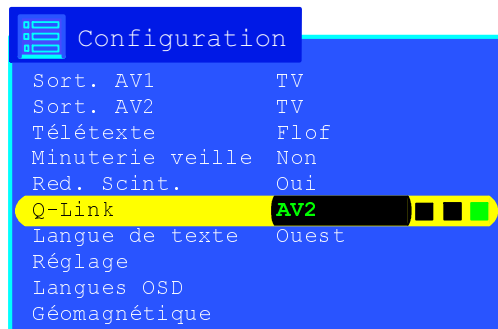 Configuration
Sort. AV1 TV
Sort. AV2 TV
Télétexte Flof
Minuterie veille Non
Red. Scint. Oui
Q-Link AV2
Langue de texte Ouest
Réglage
Langues OSD
Géomagnétique